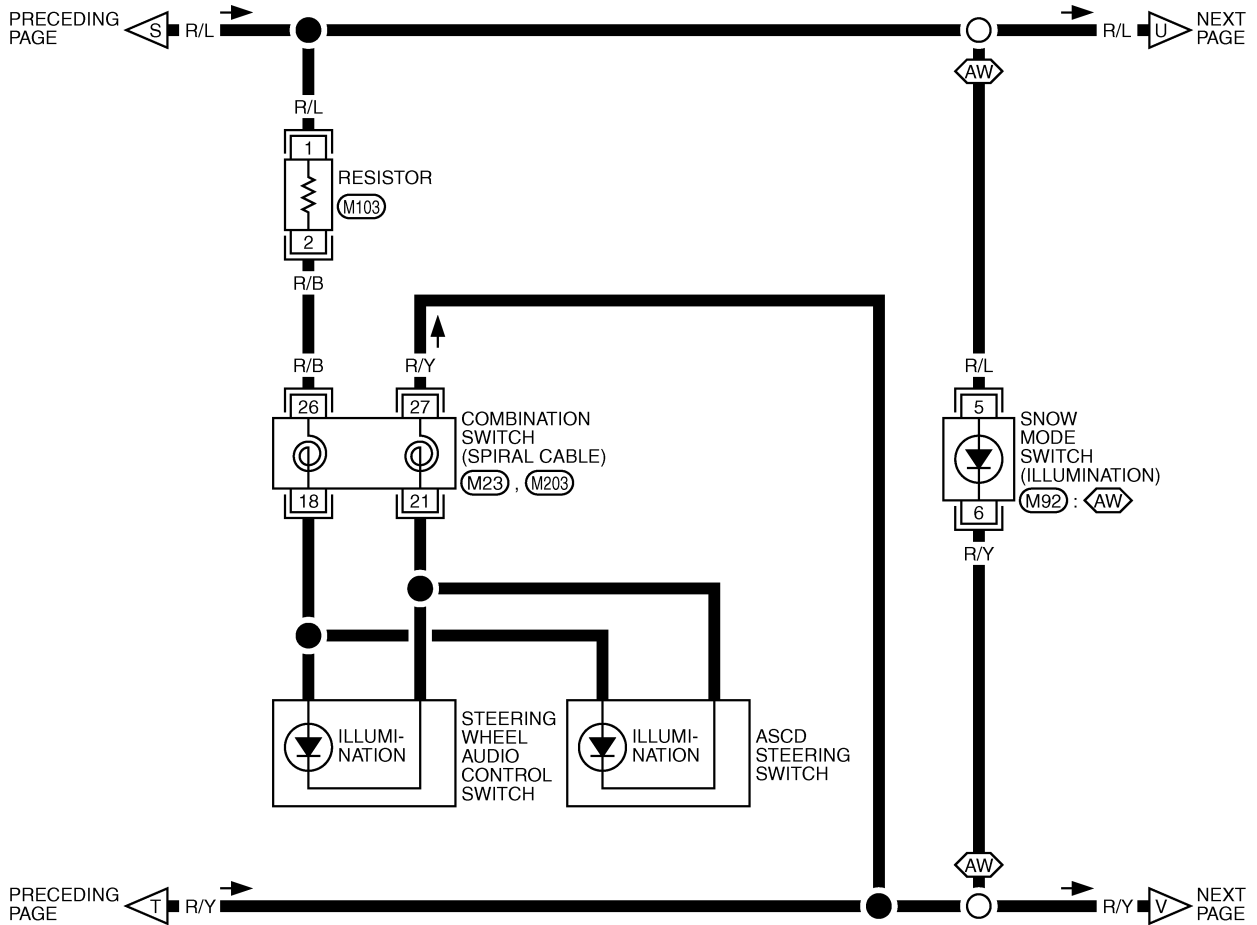 PRECEDING
PAGE
S
R/L
R/L
U
NEXT
PAGE
AW
R/L
1
RESISTOR
M103
2
R/B
R/B
R/Y
R/L
26
27
COMBINATION
SWITCH
(SPIRAL CABLE)
M23 , M203
18
21
5
SNOW
MODE
SWITCH
(ILLUMINATION)
M92 : AW
6
R/Y
ILLUMI-
NATION
STEERING
WHEEL
AUDIO
CONTROL
SWITCH
ILLUMI-
NATION
ASCD
STEERING
SWITCH
AW
PRECEDING
PAGE
T
R/Y
R/Y
V
NEXT
PAGE